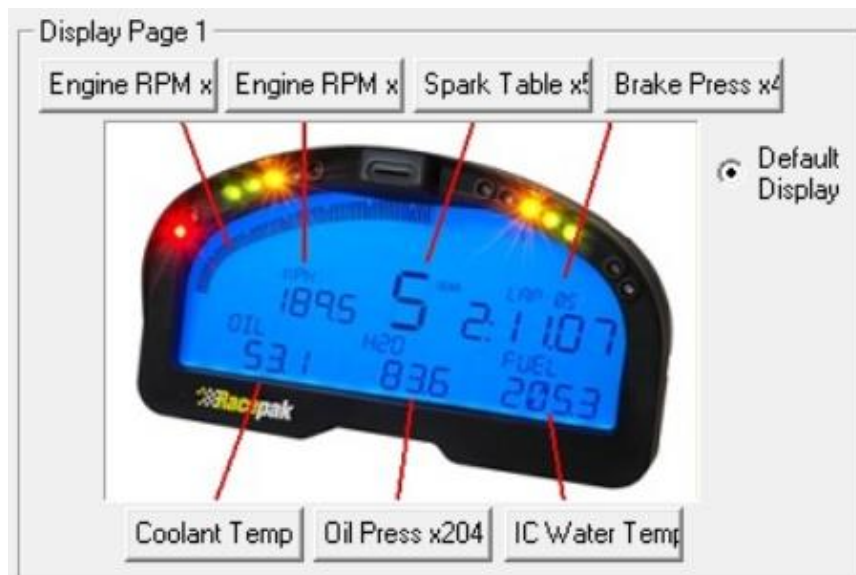 Display Page 1
Engine RPM x
Engine RPM x
Spark Table x5
Brake Press x4
Default
Display
RPM
189.5
5
LAP 05
2:11.07
OIL
53.1
H2O
83.6
FUEL
205.3
Racepak
Coolant Temp
Oil Press x204
IC Water Temp